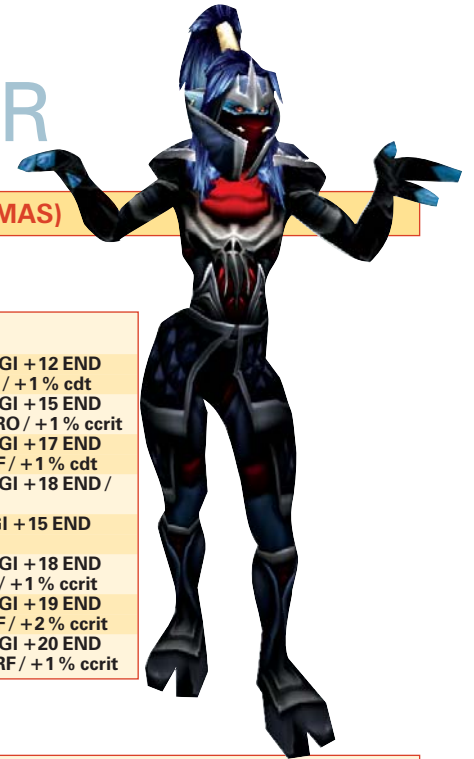 R
MAS)
GI +12 END
/ +1 % cdt
GI +15 END
RO / +1 % ccrit
GI +17 END
F / +1 % cdt
GI +18 END /
GI +15 END
GI +18 END
/ +1 % ccrit
GI +19 END
F / +2 % ccrit
GI +20 END
RF / +1 % ccrit